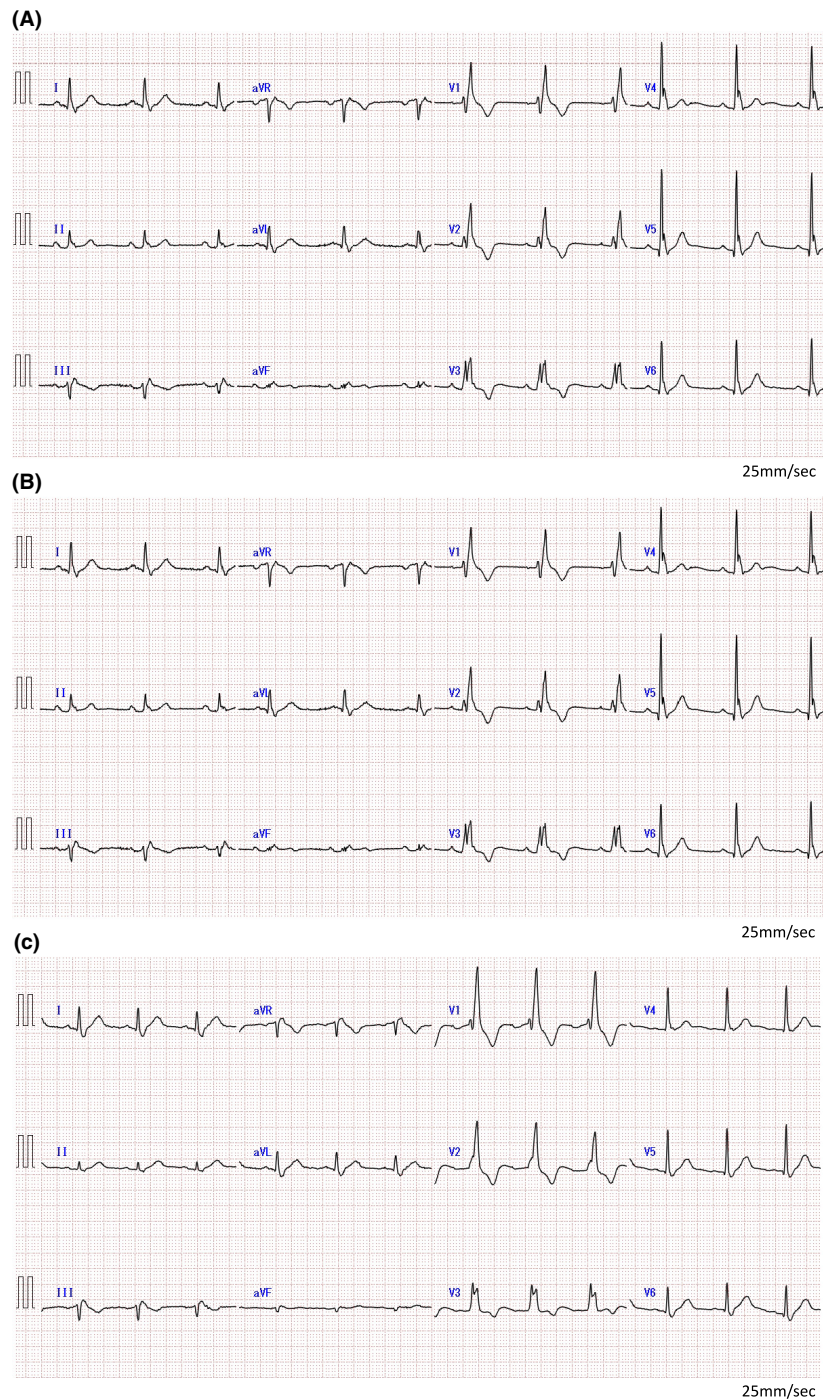 (A)
I aVR V1 V4
II aVL V2 V5
III aVF V3 V6
25mm/sec
(B)
I aVR V1 V4
II aVL V2 V5
III aVF V3 V6
25mm/sec
(c)
I aVR V1 V4
II aVL V2 V5
III aVF V3 V6
25mm/sec